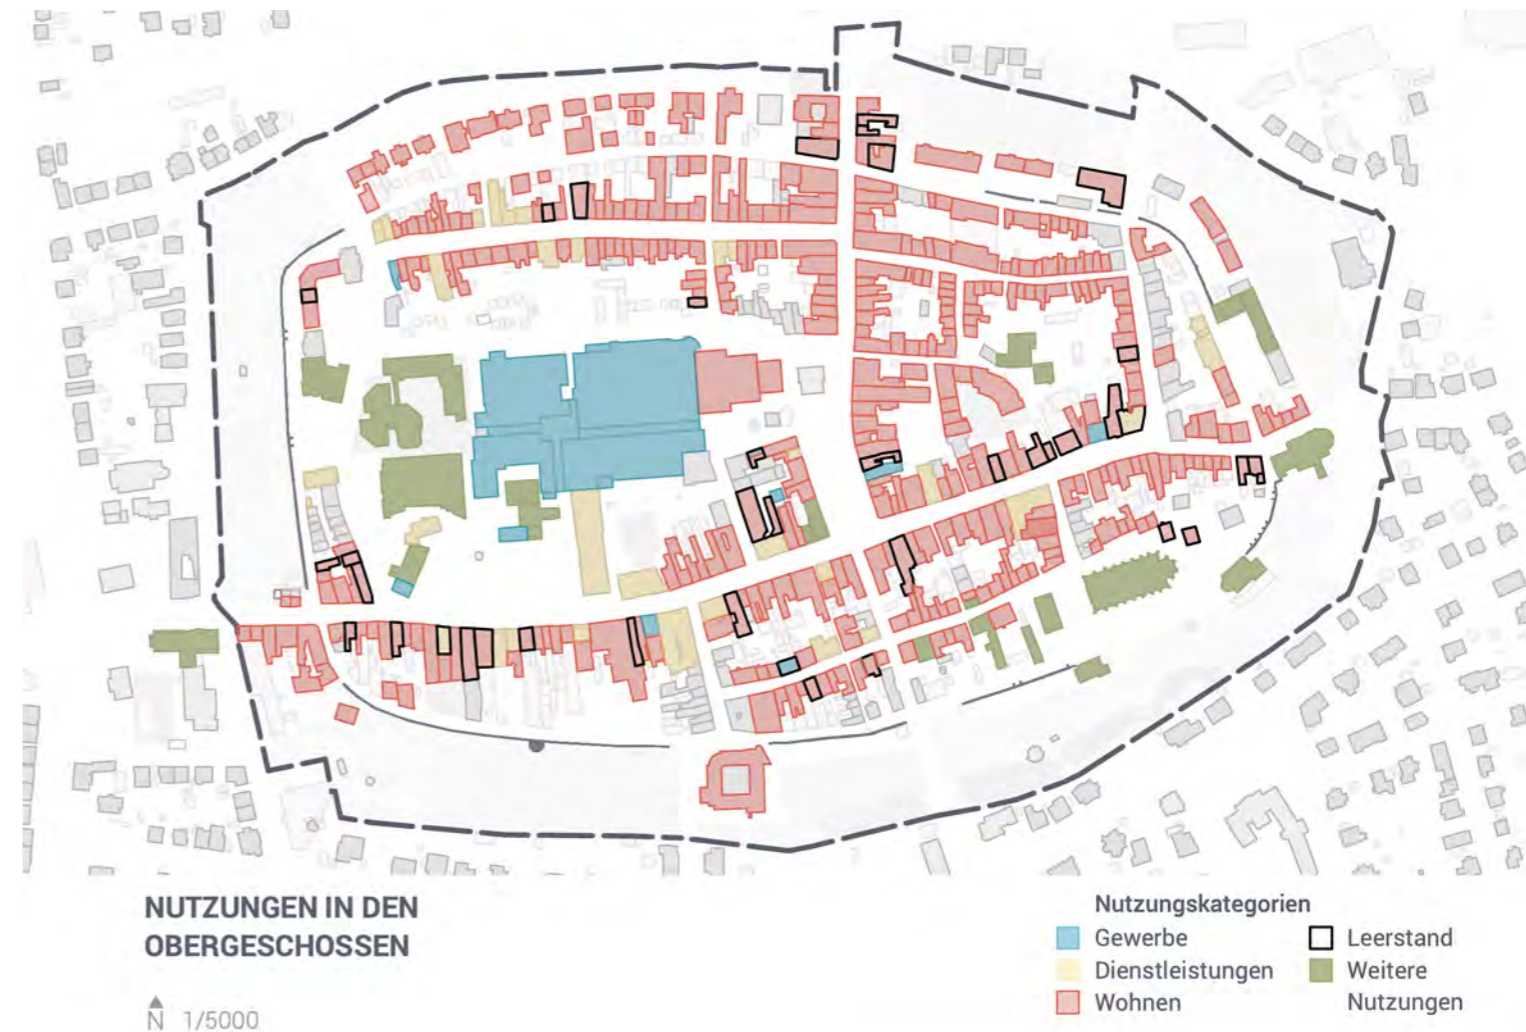 NUTZUNGEN IN DEN
OBERGESCHOSSEN
N 1/5000
Nutzungskategorien
Gewerbe
Dienstleistungen
Wohnen
Leerstand
Weitere
Nutzungen